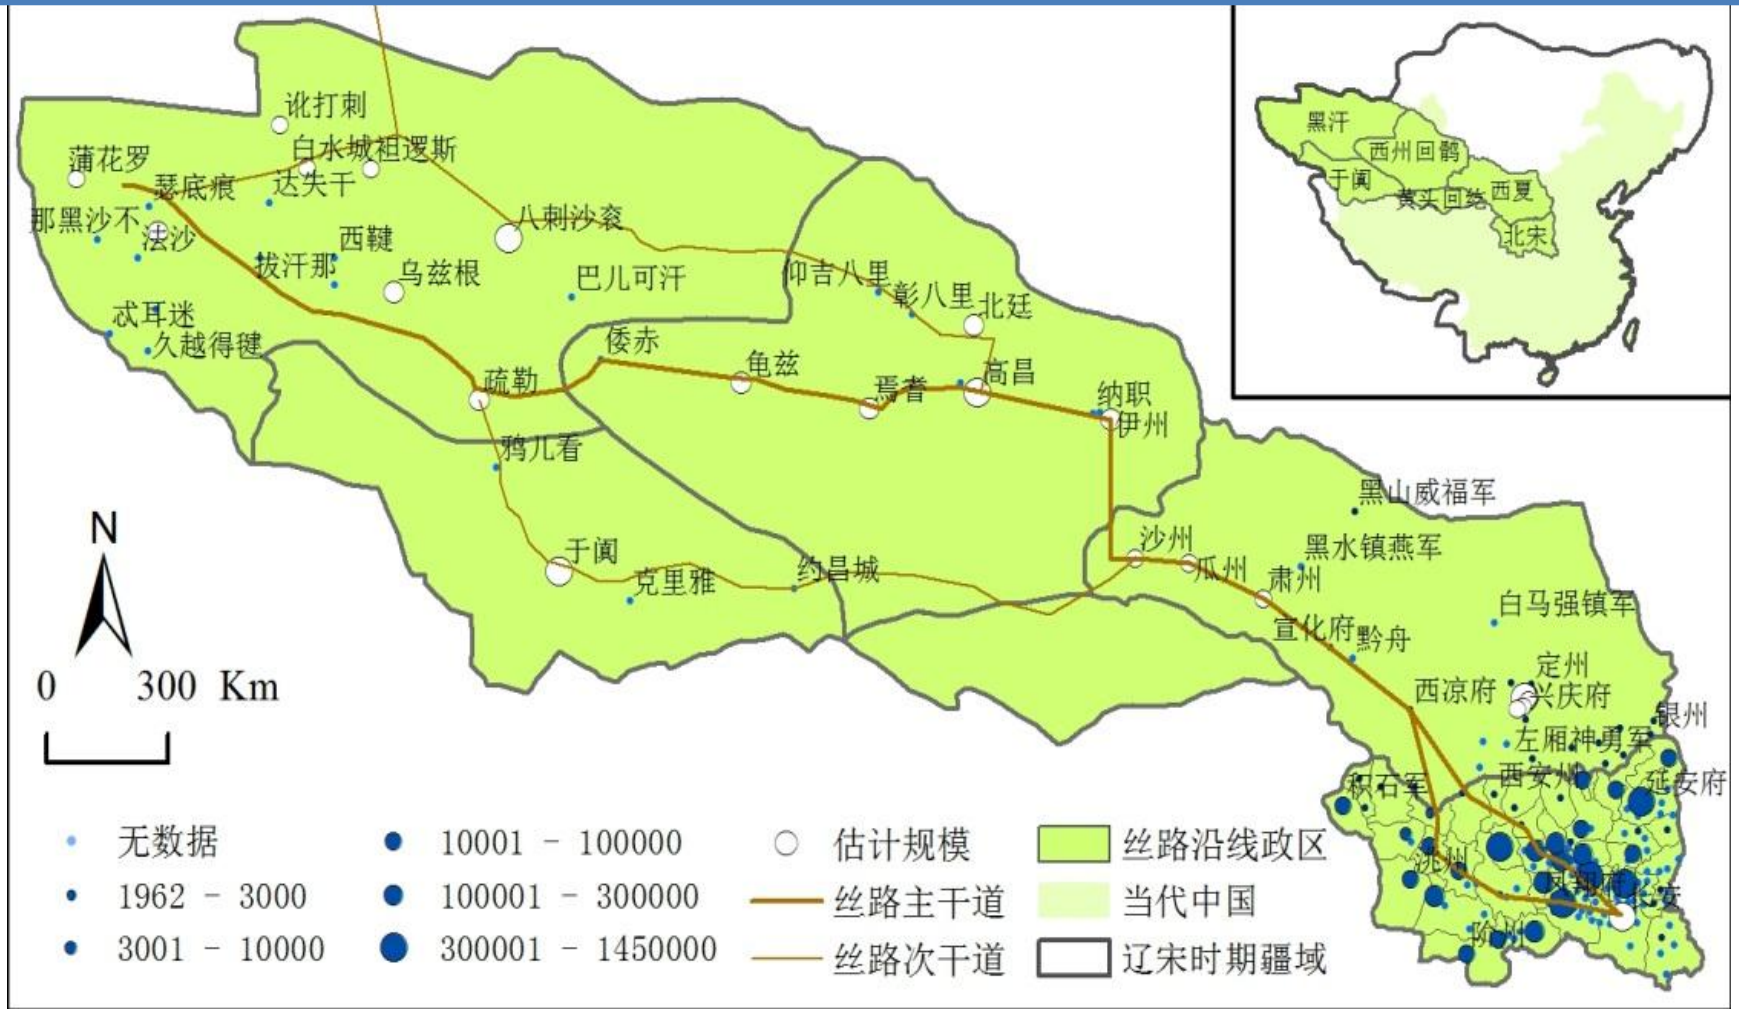 讹打刺
白水城
袓逻斯
蒲花罗
瑟底痕
达失干
那黑沙不
法沙
拔汗那
西鞬
乌兹根
八刺沙衮
巴儿可汗
忒耳迷
久越得犍
仰吉八里
彰八里
北廷
倭赤
龟兹
焉耆
高昌
纳职
伊州
疏勒
鸦儿看
于阗
克里雅
约昌城
沙州
瓜州
肃州
宣化府
黔舟
黑山威福军
黑水镇燕军
白马强镇军
定州
兴庆府
西凉府
银州
左厢神勇军
西安州
延安府
积石军
洮州
凤翔府
长安
阶州
黑汗
西州回鹘
于阗
黄头回纥
西夏
北宋
N
0 300 Km
无数据
1962 - 3000
3001 - 10000
10001 - 100000
100001 - 300000
300001 - 1450000
估计规模
丝路主干道
丝路次干道
丝路沿线政区
当代中国
辽宋时期疆域